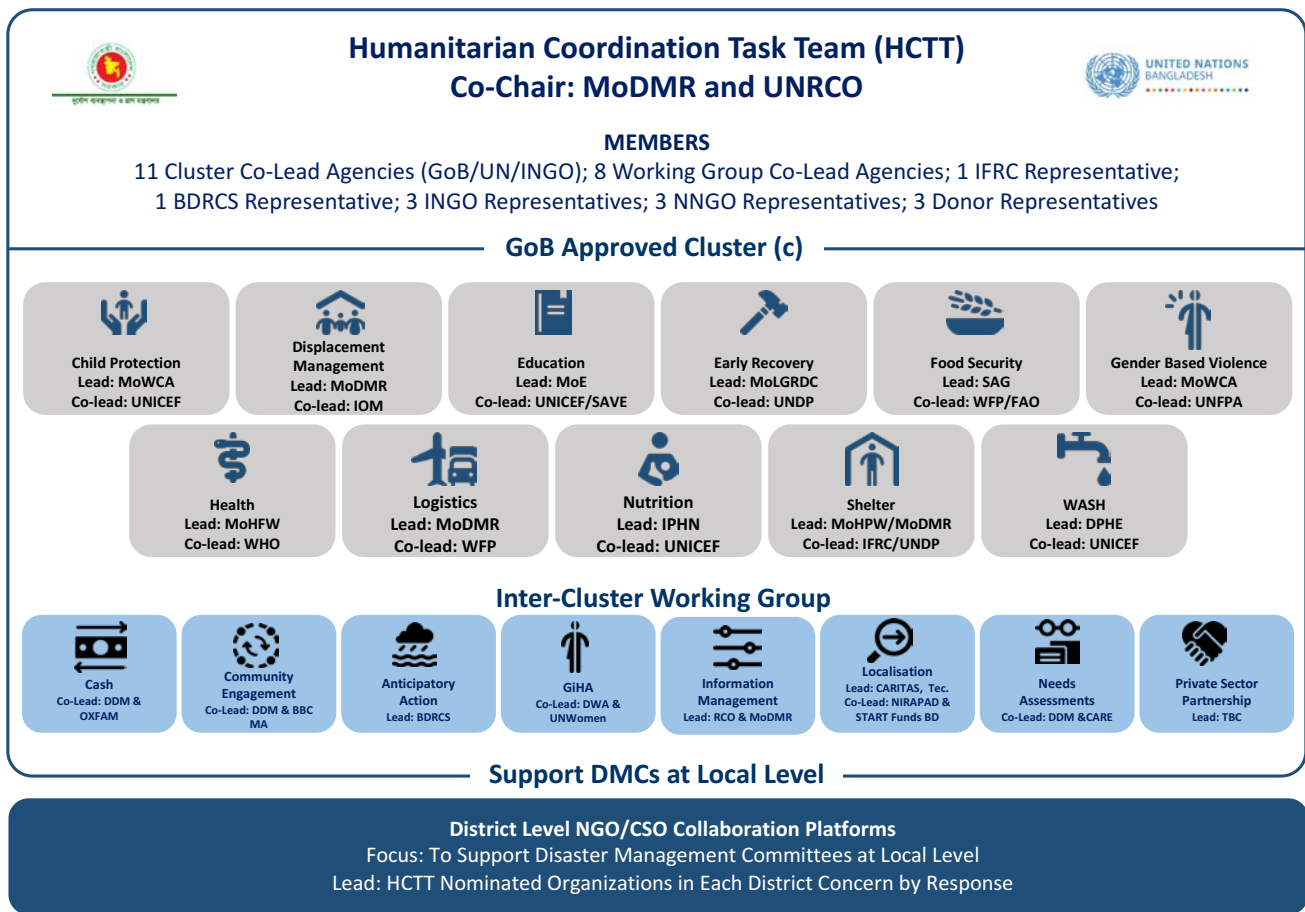 Humanitarian Coordination Task Team (HCTT)
Co-Chair: MoDMR and UNRCO
দুর্যোগ ব্যবস্থাপনা ও ত্রাণ মন্ত্রণালয়
UNITED NATIONS
BANGLADESH
MEMBERS
11 Cluster Co-Lead Agencies (GoB/UN/INGO); 8 Working Group Co-Lead Agencies; 1 IFRC Representative;
1 BDRCS Representative; 3 INGO Representatives; 3 NNGO Representatives; 3 Donor Representatives
GoB Approved Cluster (c)
Child Protection
Lead: MoWCA
Co-lead: UNICEF
Displacement
Management
Lead: MoDMR
Co-lead: IOM
Education
Lead: MoE
Co-lead: UNICEF/SAVE
Early Recovery
Lead: MoLGRDC
Co-lead: UNDP
Food Security
Lead: SAG
Co-lead: WFP/FAO
Gender Based Violence
Lead: MoWCA
Co-lead: UNFPA
Health
Lead: MoHFW
Co-lead: WHO
Logistics
Lead: MoDMR
Co-lead: WFP
Nutrition
Lead: IPHN
Co-lead: UNICEF
Shelter
Lead: MoHPW/MoDMR
Co-lead: IFRC/UNDP
WASH
Lead: DPHE
Co-lead: UNICEF
Inter-Cluster Working Group
Cash
Co-Lead: DDM &
OXFAM
Community
Engagement
Co-Lead: DDM & BBC
MA
Anticipatory
Action
Lead: BDRCS
GiHA
Co-Lead: DWA &
UNWomen
Information
Management
Lead: RCO & MoDMR
Localisation
Lead: CARITAS, Tec.
Co-Lead: NIRAPAD &
START Funds BD
Needs
Assessments
Co-Lead: DDM &CARE
Private Sector
Partnership
Lead: TBC
Support DMCs at Local Level
District Level NGO/CSO Collaboration Platforms
Focus: To Support Disaster Management Committees at Local Level
Lead: HCTT Nominated Organizations in Each District Concern by Response